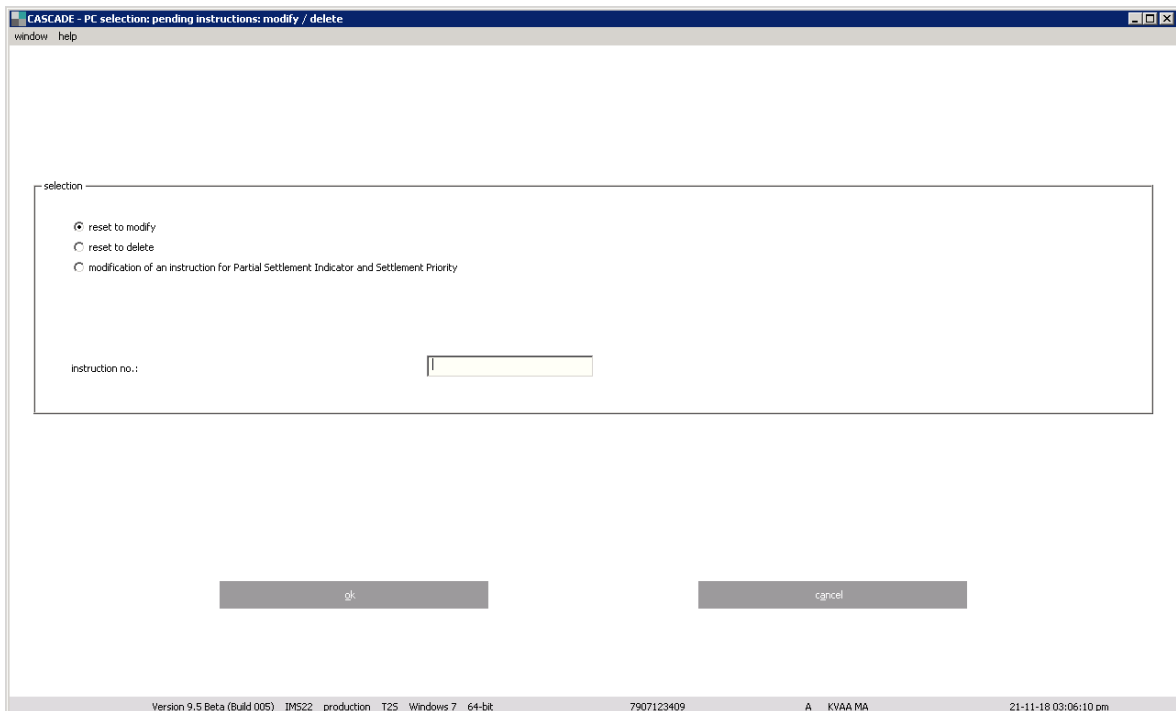 CASCADE - PC selection: pending instructions: modify / delete
window help
selection
reset to modify
reset to delete
modification of an instruction for Partial Settlement Indicator and Settlement Priority
instruction no.:
ok cancel
Version 9.5 Beta (Build 005) IMS22 production T2S Windows 7 64-bit 7907123409 A KVAA MA 21-11-18 03:06:10 pm